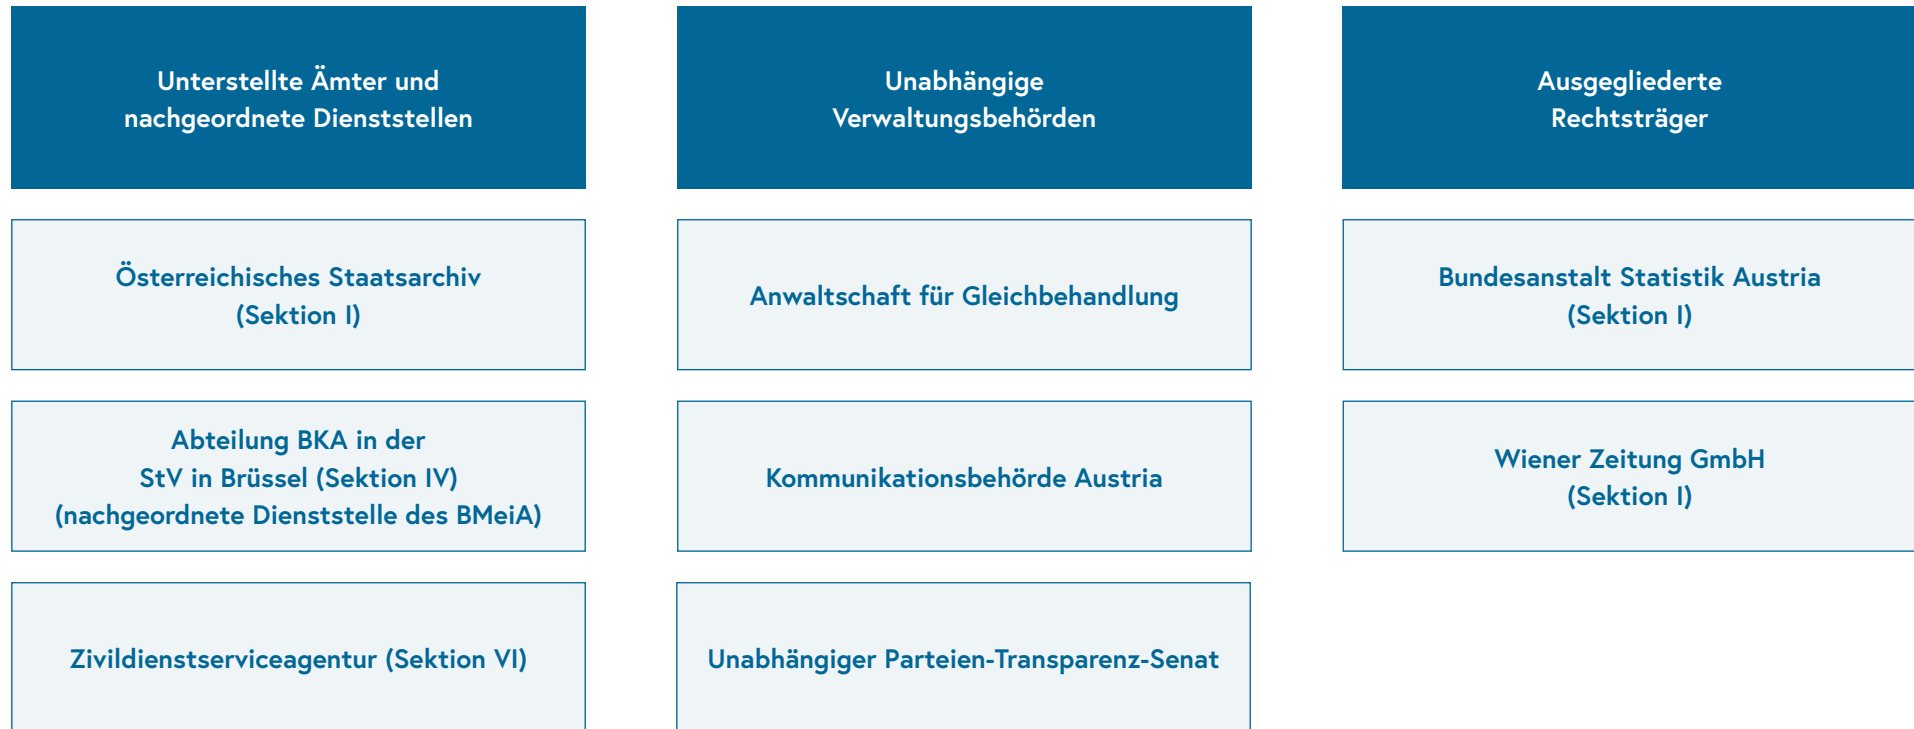 Unterstellte Ämter und
nachgeordnete Dienststellen
Österreichisches Staatsarchiv
(Sektion I)
Abteilung BKA in der
StV in Brüssel (Sektion IV)
(nachgeordnete Dienststelle des BMeiA)
Zivildienstserviceagentur (Sektion VI)
Unabhängige
Verwaltungsbehörden
Anwaltschaft für Gleichbehandlung
Kommunikationsbehörde Austria
Unabhängiger Parteien-Transparenz-Senat
Ausgegliederte
Rechtsträger
Bundesanstalt Statistik Austria
(Sektion I)
Wiener Zeitung GmbH
(Sektion I)